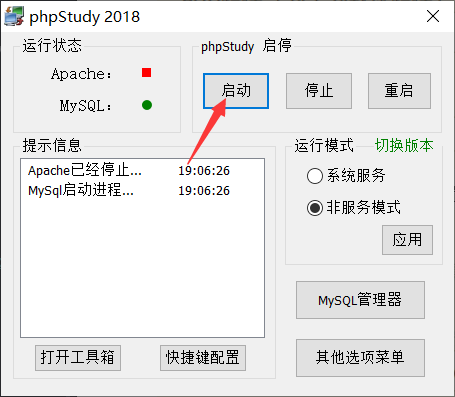 phpStudy 2018
运行状态
Apache:
MySQL:
phpStudy 启停
启动
停止
重启
提示信息
Apache已经停止... 19:06:26
MySql启动进程... 19:06:26
打开工具箱
快捷键配置
运行模式 切换版本
系统服务
非服务模式
应用
MySQL管理器
其他选项菜单